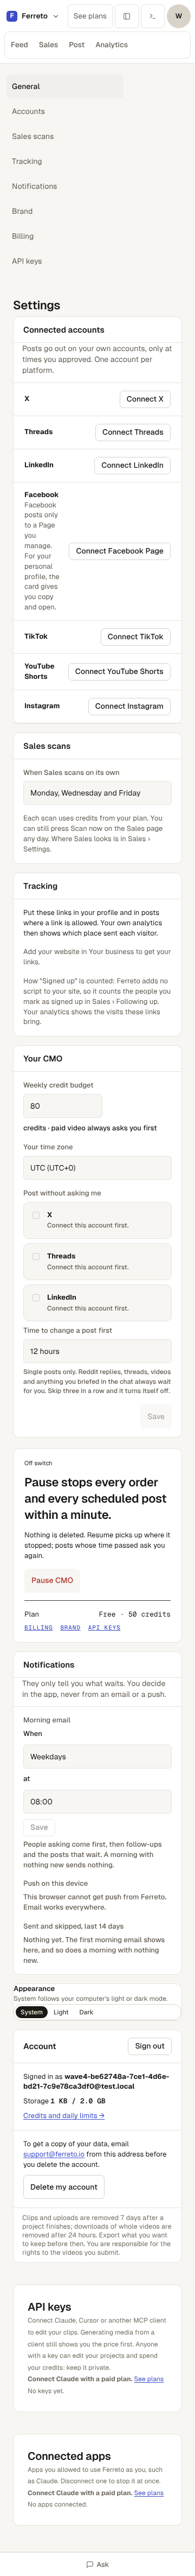 F Ferreto See plans W
Feed Sales Post Analytics
General
Accounts
Sales scans
Tracking
Notifications
Brand
Billing
API keys
Settings
Connected accounts
Posts go out on your own accounts, only at
times you approved. One account per
platform.
X Connect X
Threads Connect Threads
LinkedIn Connect LinkedIn
Facebook
Facebook
posts only
to a Page
you
manage.
For your
personal
profile, the
card gives
you copy
and open.
Connect Facebook Page
TikTok Connect TikTok
YouTube
Shorts
Connect YouTube Shorts
Instagram Connect Instagram
Sales scans
When Sales scans on its own
Monday, Wednesday and Friday
Each scan uses credits from your plan. You
can still press Scan now on the Sales page
any day. Where Sales looks is in Sales ›
Settings.
Tracking
Put these links in your profile and in posts
where a link is allowed. Your own analytics
then shows which place sent each visitor.
Add your website in Your business to get your
links.
How "Signed up" is counted: Ferreto adds no
script to your site, so it counts the people you
mark as signed up in Sales › Following up.
Your analytics shows the visits these links
bring.
Your CMO
Weekly credit budget
80
credits · paid video always asks you first
Your time zone
UTC (UTC+0)
Post without asking me
X
Connect this account first.
Threads
Connect this account first.
LinkedIn
Connect this account first.
Time to change a post first
12 hours
Single posts only. Reddit replies, threads, videos
and anything you briefed in the chat always wait
for you. Skip three in a row and it turns itself off.
Save
Off switch
Pause stops every order
and every scheduled post
within a minute.
Nothing is deleted. Resume picks up where it
stopped; posts whose time passed ask you
again.
Pause CMO
Plan Free · 50 credits
BILLING BRAND API KEYS
Notifications
They only tell you what waits. You decide
in the app, never from an email or a push.
Morning email
When
Weekdays
at
08:00
Save
People asking come first, then follow-ups
and the posts that wait. A morning with
nothing new sends nothing.
Push on this device
This browser cannot get push from Ferreto.
Email works everywhere.
Sent and skipped, last 14 days
Nothing yet. The first morning email shows
here, and so does a morning with nothing
new.
Appearance
System follows your computer's light or dark mode.
System Light Dark
Account Sign out
Signed in as wave4-be62748a-7ce1-4d6e-
bd21-7c9e78ca3df0@test.local
Storage 1 KB / 2.0 GB
Credits and daily limits →
To get a copy of your data, email
support@ferreto.io from this address before
you delete the account.
Delete my account
Clips and uploads are removed 7 days after a
project finishes; downloads of whole videos are
removed after 24 hours. Export what you want
to keep before then. You are responsible for the
rights to the videos you submit.
API keys
Connect Claude, Cursor or another MCP client
to edit your clips. Generating media from a
client still shows you the price first. Anyone
with a key can edit your projects and spend
your credits: keep it private.
Connect Claude with a paid plan. See plans
No keys yet.
Connected apps
Apps you allowed to use Ferreto as you, such
as Claude. Disconnect one to stop it at once.
Connect Claude with a paid plan. See plans
No apps connected.
Ask